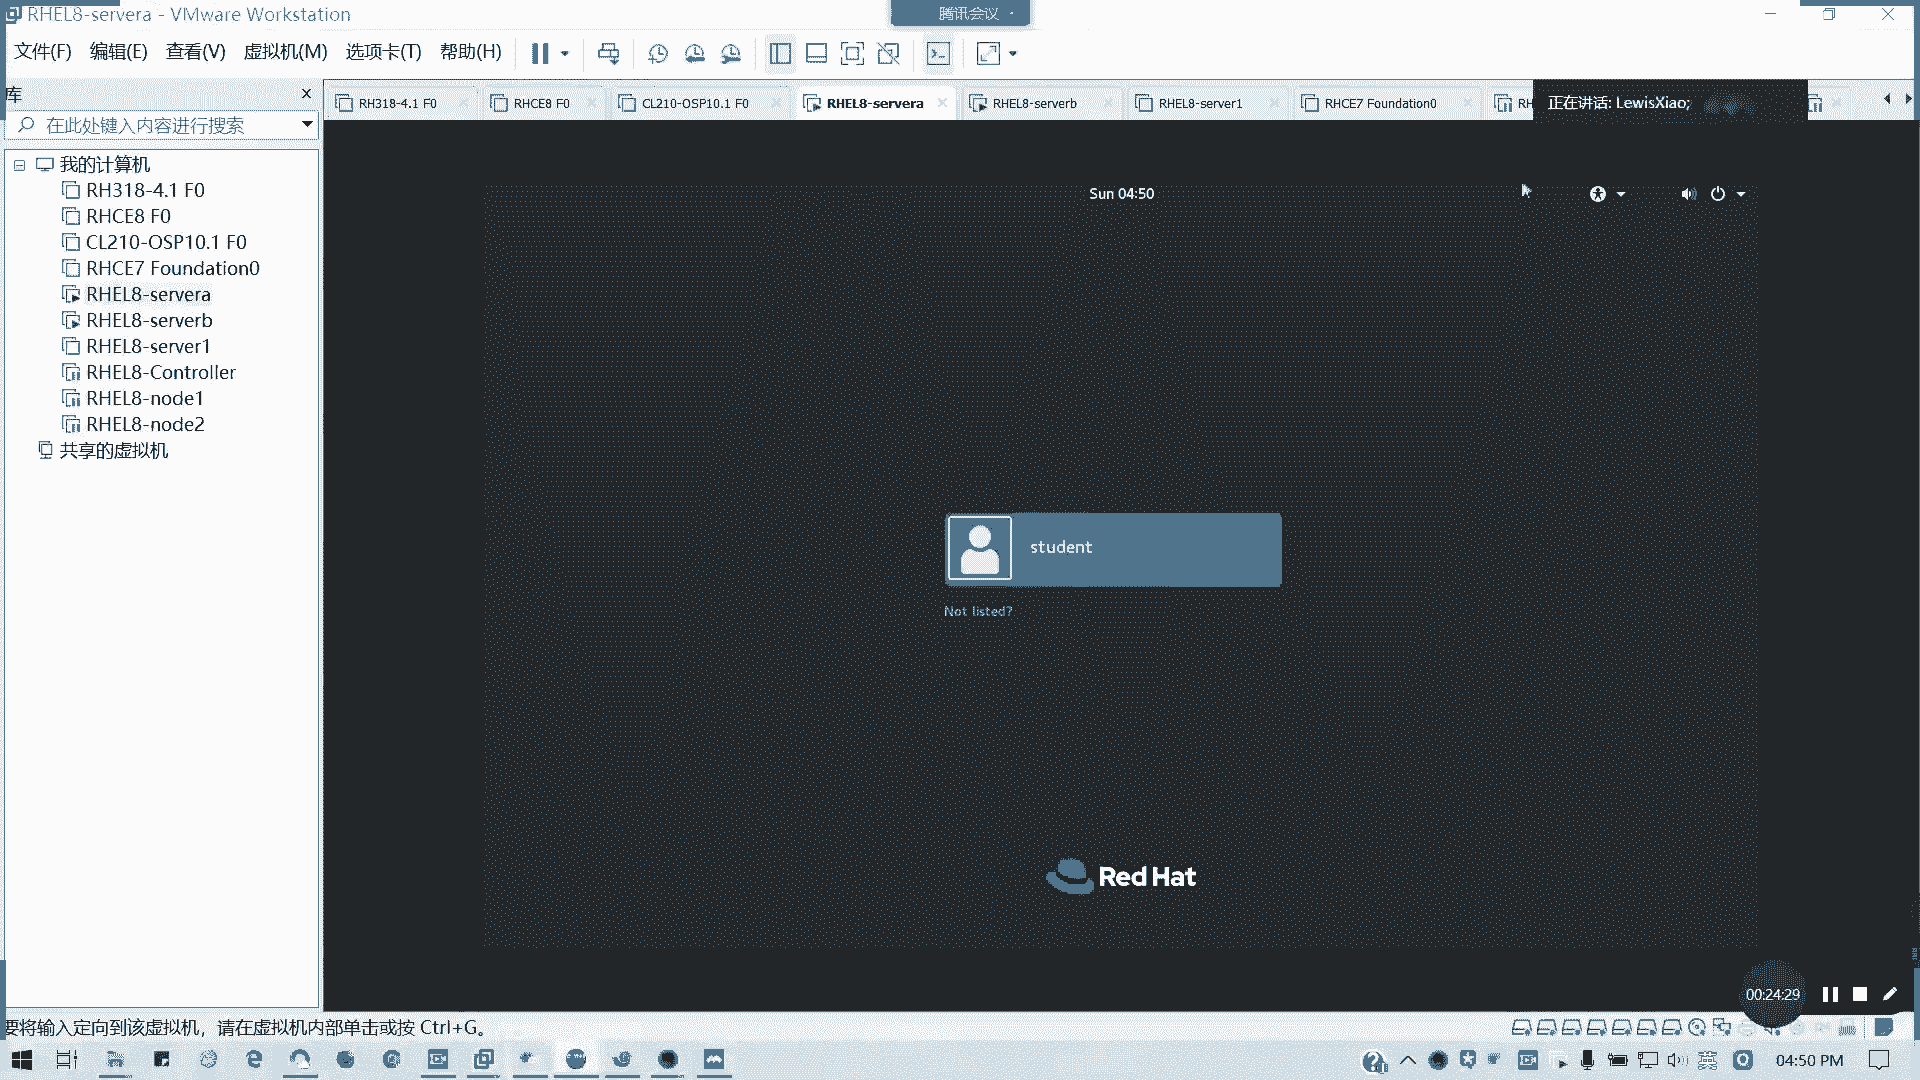 RHEL8-servera - VMware Workstation
腾讯会议
文件(F) 编辑(E) 查看(V) 虚拟机(M) 选项卡(T) 帮助(H)
库
在此处键入内容进行搜索
RH318-4.1 F0 RHCE8 F0 CL210-OSP10.1 F0 RHEL8-servera RHEL8-serverb RHEL8-server1 RHCE7 Foundation0 RH
正在讲话: LewisXiao;
我的计算机
RH318-4.1 F0
RHCE8 F0
CL210-OSP10.1 F0
RHCE7 Foundation0
RHEL8-servera
RHEL8-serverb
RHEL8-server1
RHEL8-Controller
RHEL8-node1
RHEL8-node2
共享的虚拟机
Sun 04:50
student
Not listed?
Red Hat
00:24:29
要将输入定向到该虚拟机，请在虚拟机内部单击或按 Ctrl+G。
英
04:50 PM